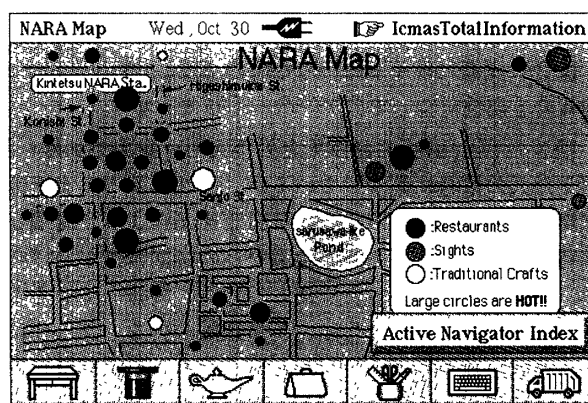 NARA Map Wed, Oct 30 IcmasTotalInformation
NARA Map
Kintetsu NARA Sta.
Higashimuki St.
Konishi St.
Sanjo St.
sarusawa-ike
Pond
:Restaurants
:Sights
:Traditional Crafts
Large circles are HOT!!
Active Navigator Index